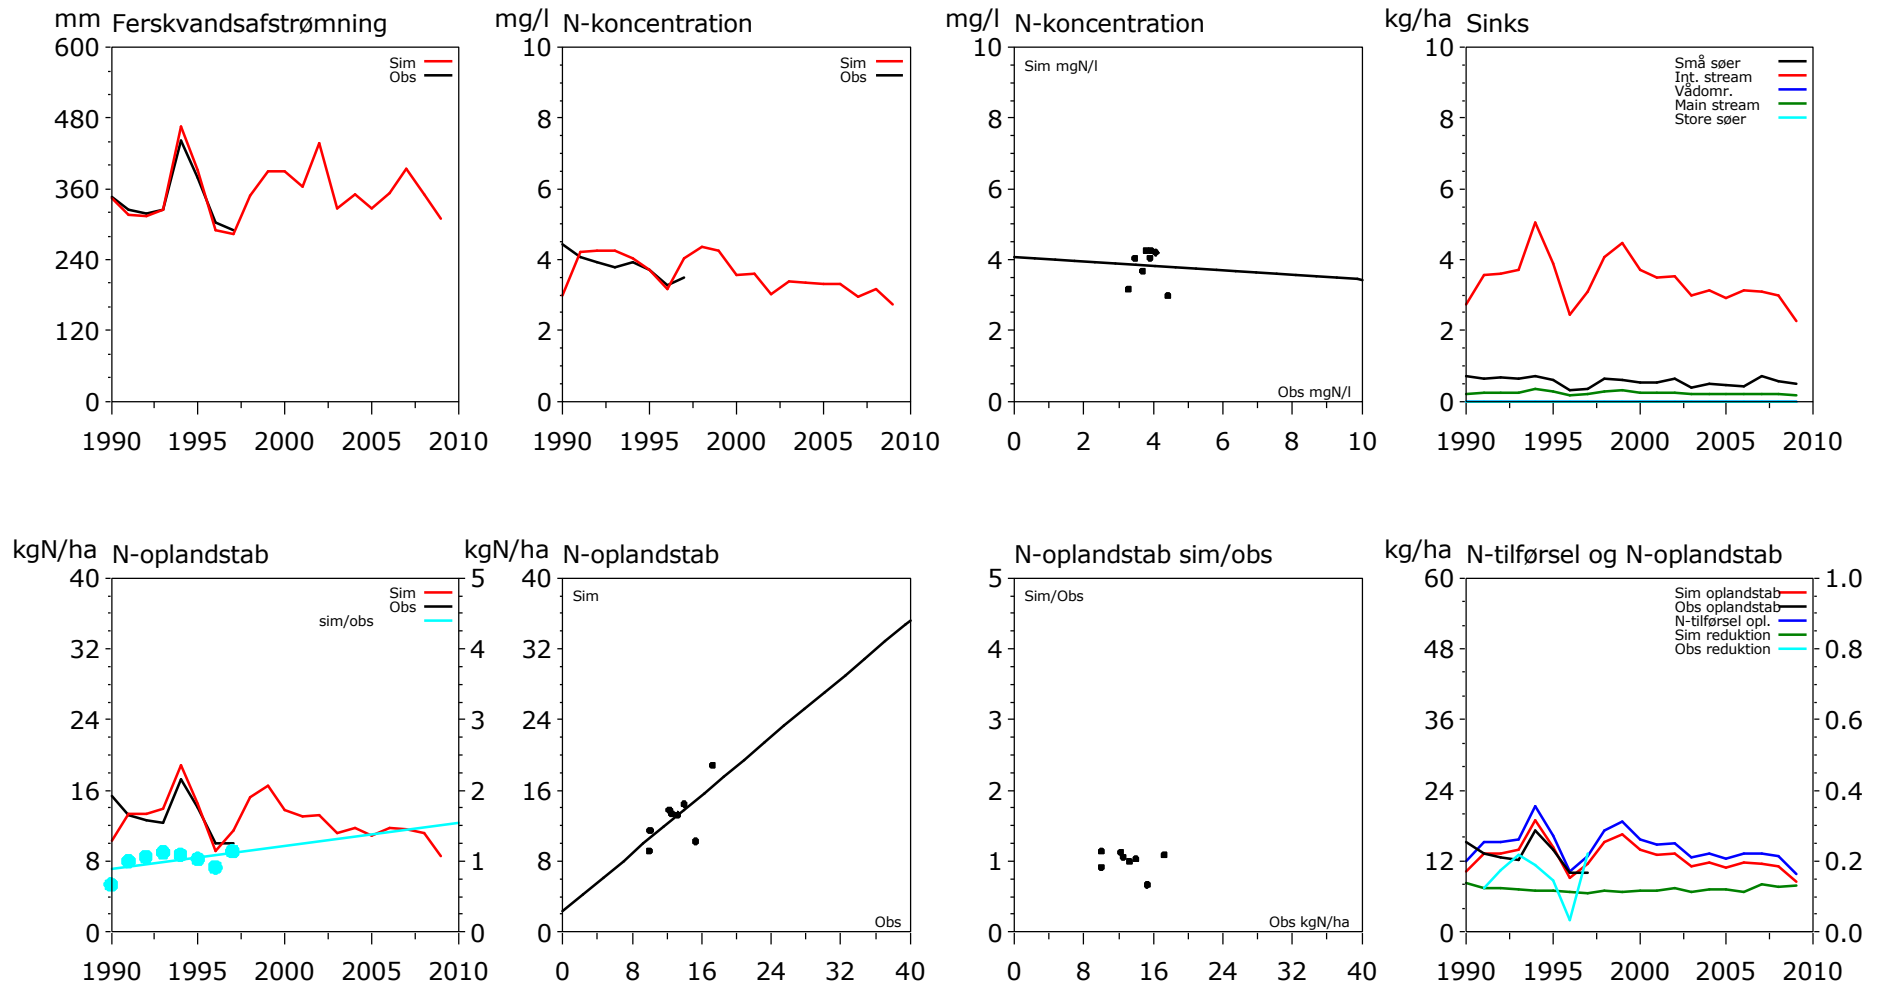 mm Ferskvandsafstrømning
600
480
360
240
120
0
1990 1995 2000 2005 2010
Sim
Obs
mg/l N-koncentration
10
8
6
4
2
0
1990 1995 2000 2005 2010
Sim
Obs
mg/l N-koncentration
10
8
6
4
2
0
0 2 4 6 8 10
Sim mgN/l
Obs mgN/l
kg/ha Sinks
10
8
6
4
2
0
1990 1995 2000 2005 2010
Små søer
Int. stream
Vådomr.
Main stream
Store søer
kgN/ha N-oplandstab
40
32
24
16
8
0
1990 1995 2000 2005 2010
Sim
Obs
sim/obs
5
4
3
2
1
0
kgN/ha N-oplandstab
40
32
24
16
8
0
0 8 16 24 32 40
Sim
Obs
N-oplandstab sim/obs
5
4
3
2
1
0
0 8 16 24 32 40
Sim/Obs
Obs kgN/ha
kg/ha N-tilførsel og N-oplandstab
60
48
36
24
12
0
1990 1995 2000 2005 2010
Sim oplandstab
Obs oplandstab
N-tilførsel opl.
Sim reduktion
Obs reduktion
1.0
0.8
0.6
0.4
0.2
0.0